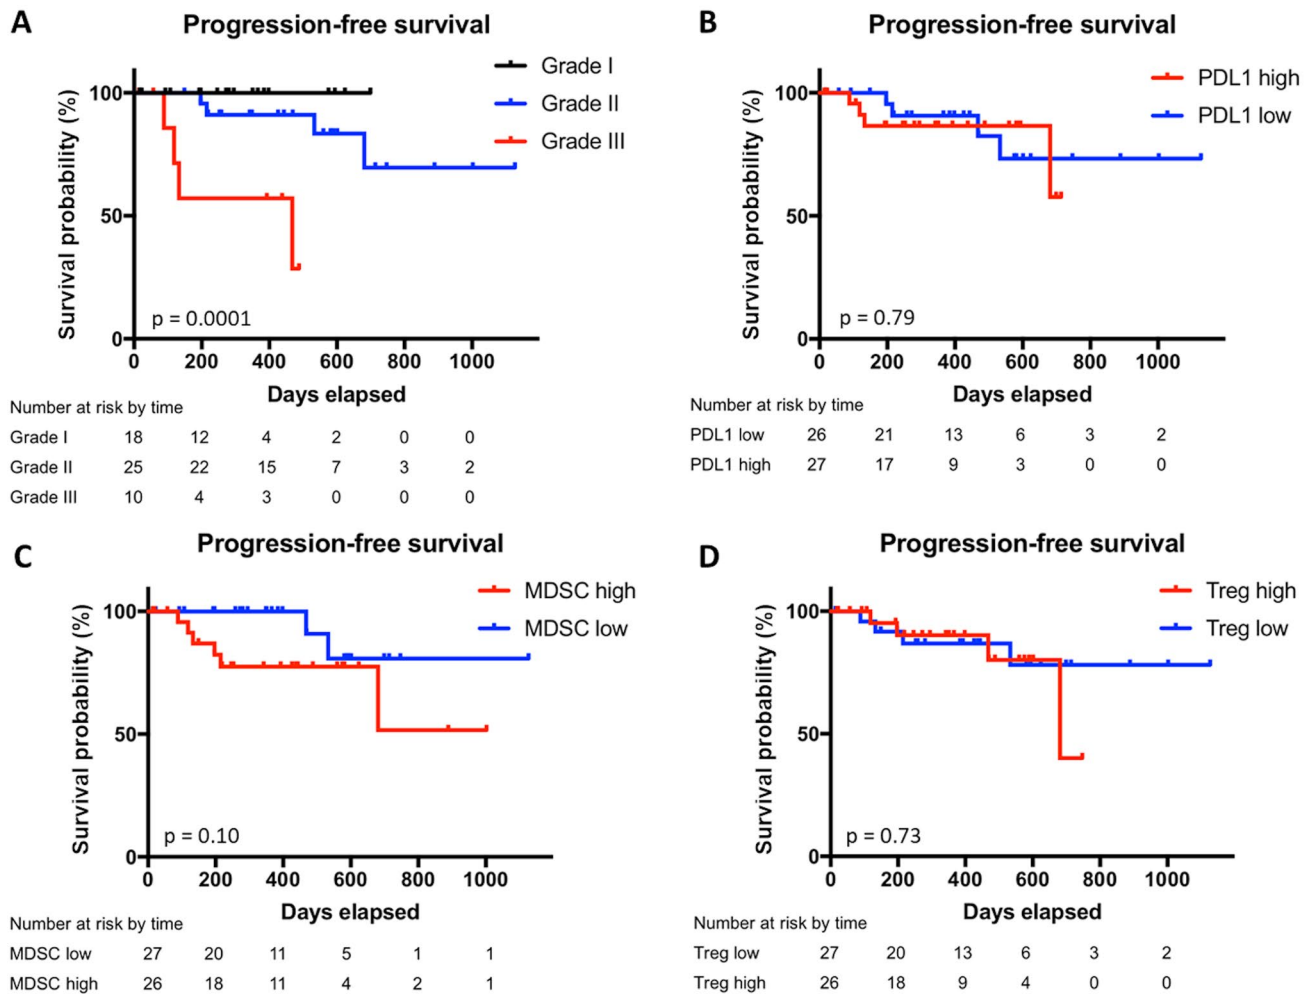 A
Progression-free survival
Grade I
Grade II
Grade III
Survival probability (%)
100
50
0
p = 0.0001
0 200 400 600 800 1000
Days elapsed
Number at risk by time
Grade I 18 12 4 2 0 0
Grade II 25 22 15 7 3 2
Grade III 10 4 3 0 0 0
B
Progression-free survival
PDL1 high
PDL1 low
Survival probability (%)
100
50
0
p = 0.79
0 200 400 600 800 1000
Days elapsed
Number at risk by time
PDL1 low 26 21 13 6 3 2
PDL1 high 27 17 9 3 0 0
C
Progression-free survival
MDSC high
MDSC low
Survival probability (%)
100
50
0
p = 0.10
0 200 400 600 800 1000
Days elapsed
Number at risk by time
MDSC low 27 20 11 5 1 1
MDSC high 26 18 11 4 2 1
D
Progression-free survival
Treg high
Treg low
Survival probability (%)
100
50
0
p = 0.73
0 200 400 600 800 1000
Days elapsed
Number at risk by time
Treg low 27 20 13 6 3 2
Treg high 26 18 9 4 0 0